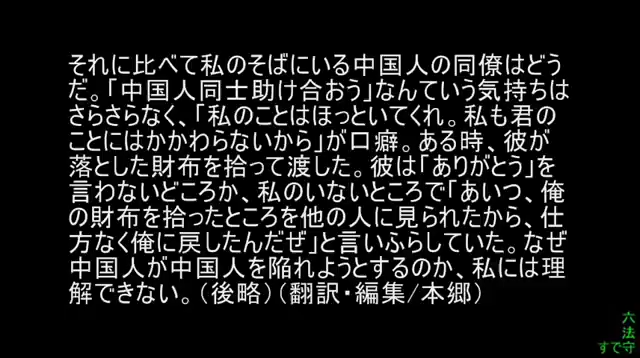 それに比べて私のそばにいる中国人の同僚はどう
だ。「中国人同士助け合おう」なんていう気持ちは
さらさらなく、「私のことはほっといてくれ。私も君の
ことにはかかわらないから」が口癖。ある時、彼が
落とした財布を拾って渡した。彼は「ありがとう」を
言わないどころか、私のいないところで「あいつ、俺
の財布を拾ったところを他の人に見られたから、仕
方なく俺に戻したんだぜ」と言いふらしていた。なぜ
中国人が中国人を陥れようとするのか、私には理
解できない。（後略）（翻訳・編集/本郷）
六法
すで守